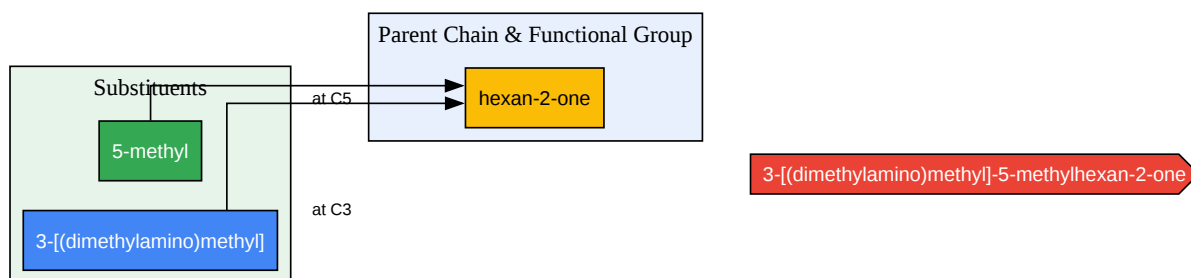 Parent Chain & Functional Group
hexan-2-one
Substituents
at C5
5-methyl
at C3
3-[(dimethylamino)methyl]
3-[(dimethylamino)methyl]-5-methylhexan-2-one